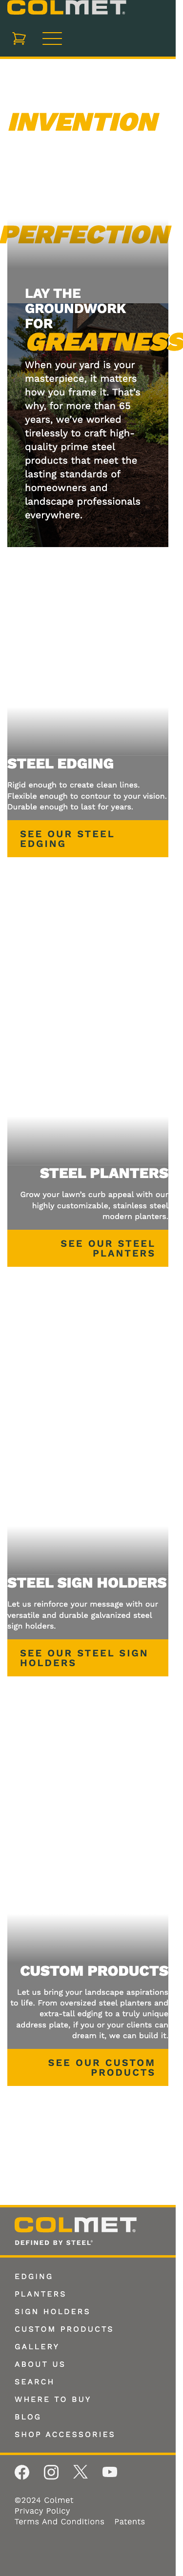 COLMET®
INVENTION
PERFECTION
LAY THE
GROUNDWORK
FOR
GREATNESS
When your yard is your
masterpiece, it matters
how you frame it. That's
why, for more than 65
years, we've worked
tirelessly to craft high-
quality prime steel
products that meet the
lasting standards of
homeowners and
landscape professionals
everywhere.
STEEL EDGING
Rigid enough to create clean lines.
Flexible enough to contour to your vision.
Durable enough to last for years.
SEE OUR STEEL
EDGING
STEEL PLANTERS
Grow your lawn's curb appeal with our
highly customizable, stainless steel
modern planters.
SEE OUR STEEL
PLANTERS
STEEL SIGN HOLDERS
Let us reinforce your message with our
versatile and durable galvanized steel
sign holders.
SEE OUR STEEL SIGN
HOLDERS
CUSTOM PRODUCTS
Let us bring your landscape aspirations
to life. From oversized steel planters and
extra-tall edging to a truly unique
address plate, if you or your clients can
dream it, we can build it.
SEE OUR CUSTOM
PRODUCTS
COLMET®
DEFINED BY STEEL®
EDGING
PLANTERS
SIGN HOLDERS
CUSTOM PRODUCTS
GALLERY
ABOUT US
SEARCH
WHERE TO BUY
BLOG
SHOP ACCESSORIES
©2024 Colmet
Privacy Policy
Terms And Conditions Patents